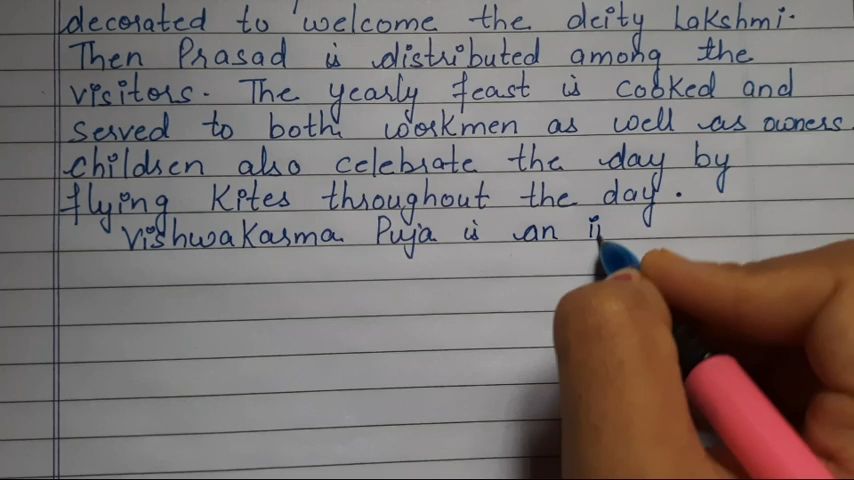 decorated to welcome the deity Lakshmi.
Then Prasad is distributed among the
visitors. The yearly feast is cooked and
served to both workmen as well as owners.
children also celebrate the day by
flying Kites throughout the day.
Vishwakarma Puja is an